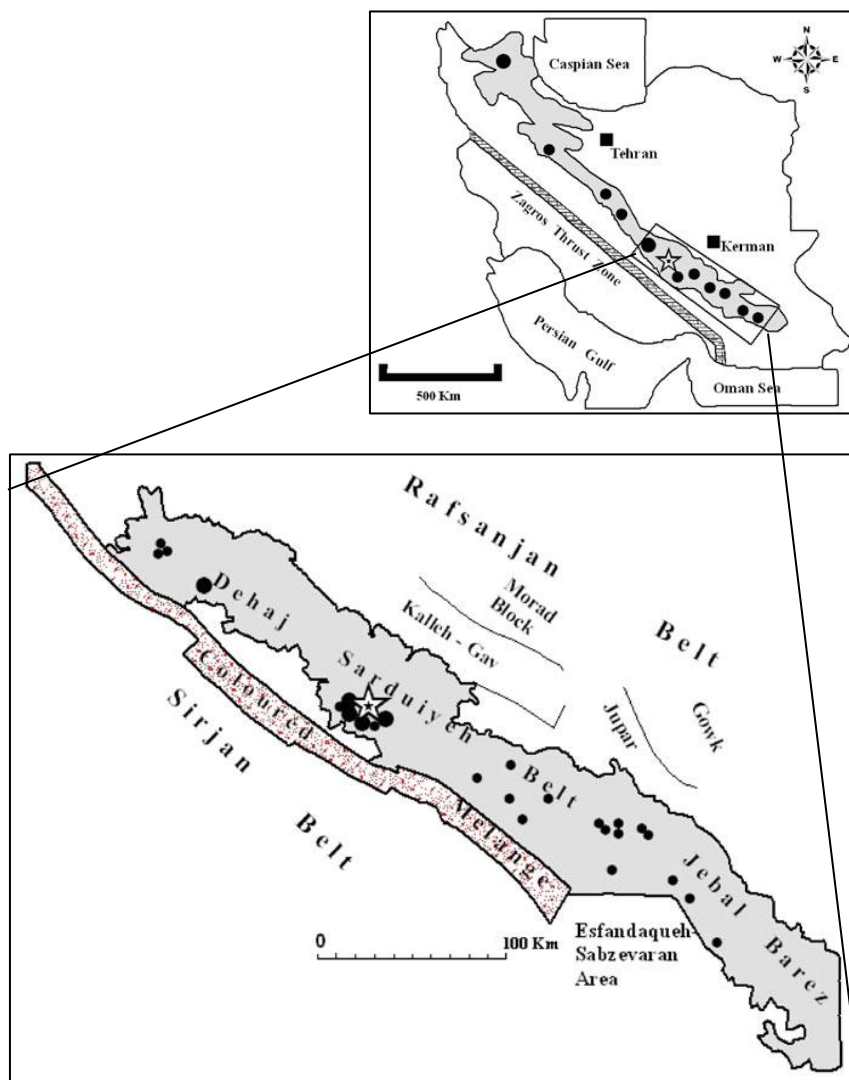 N
W E
S
Caspian Sea
Tehran
Zagros Thrust Zone
Kerman
Persian Gulf
500 Km
Oman Sea
Rafsanjan
Belt
Morad
Block
Kalleh - Gav
Dehaj
Sarduiyeh
Belt
Coloured
Melange
Sirjan
Belt
Jupar
Gowk
Jebal Barez
0 100 Km
Esfandaqueh-
Sabzevaran
Area